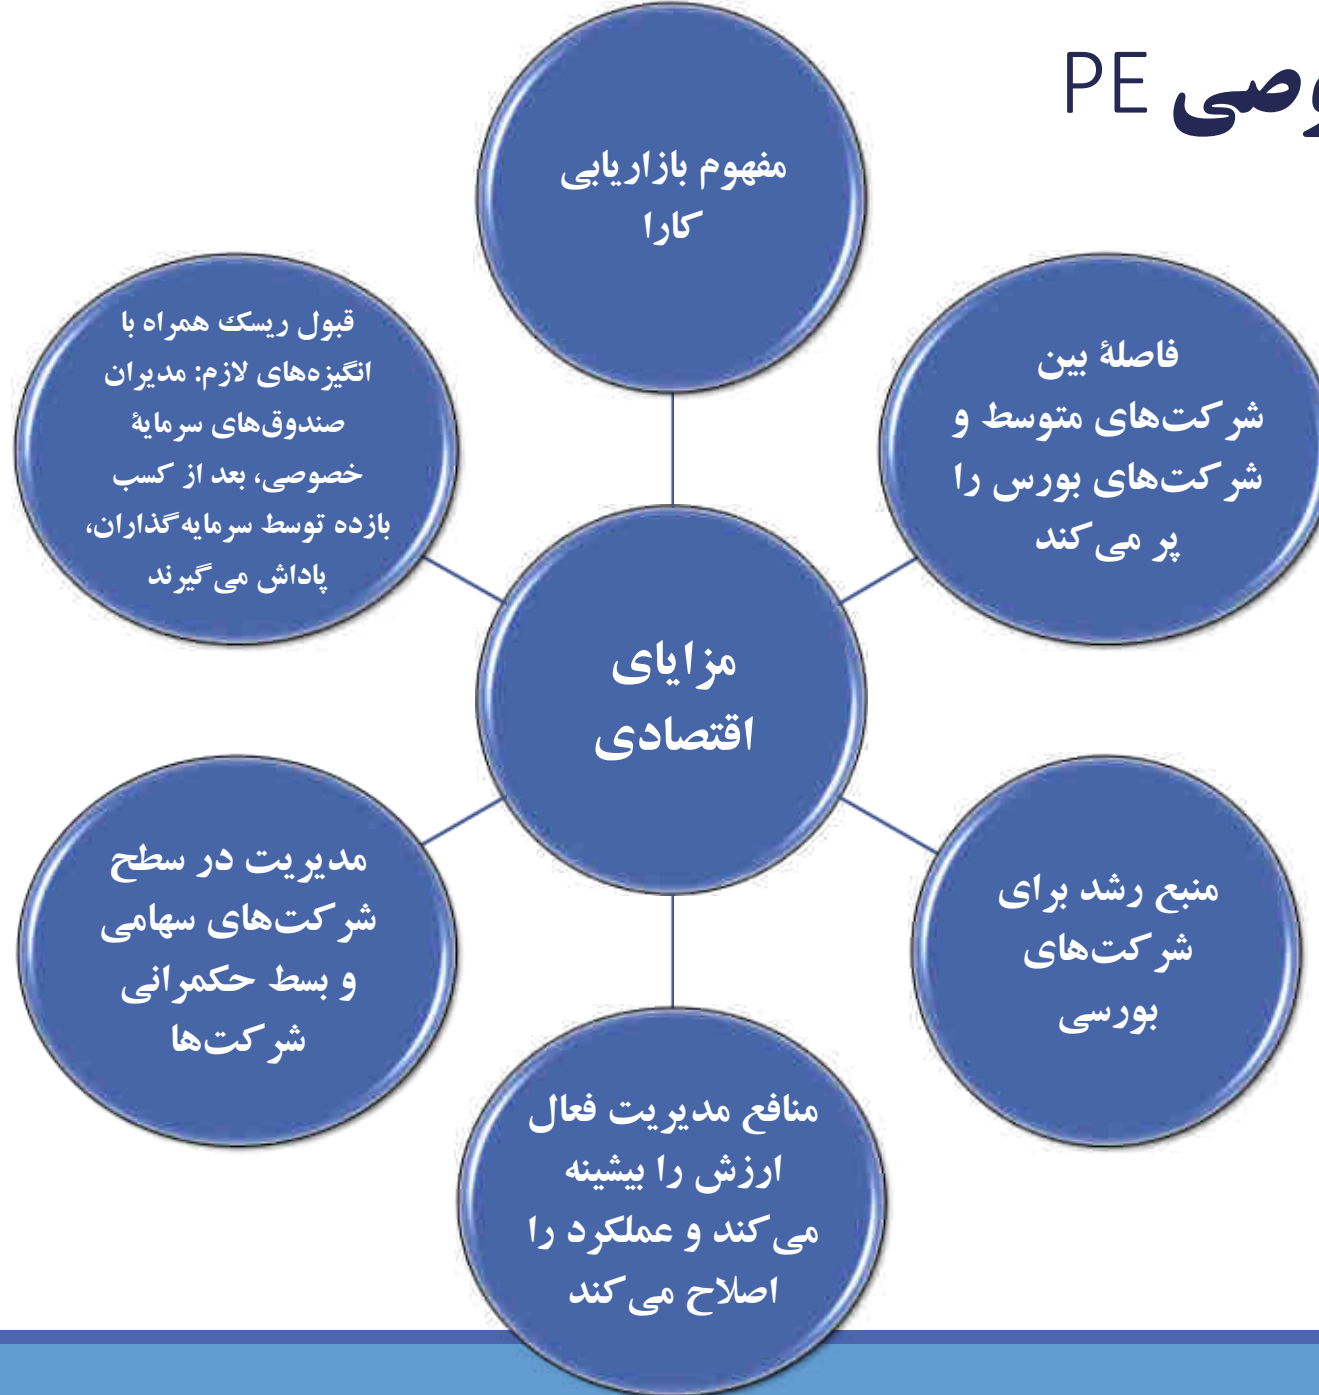 PE
مفهوم بازاریابی
کارا
فاصلهٔ بین
شرکت‌های متوسط و
شرکت‌های بورس را
پر می‌کند
منبع رشد برای
شرکت‌های
بورسی
منافع مدیریت فعال
ارزش را بیشینه
می‌کند و عملکرد را
اصلاح می‌کند
مدیریت در سطح
شرکت‌های سهامی
و بسط حکمرانی
شرکت‌ها
قبول ریسک همراه با
انگیزه‌های لازم: مدیران
صندوق‌های سرمایهٔ
خصوصی، بعد از کسب
بازده توسط سرمایه‌گذاران،
پاداش می‌گیرند
مزایای
اقتصادی